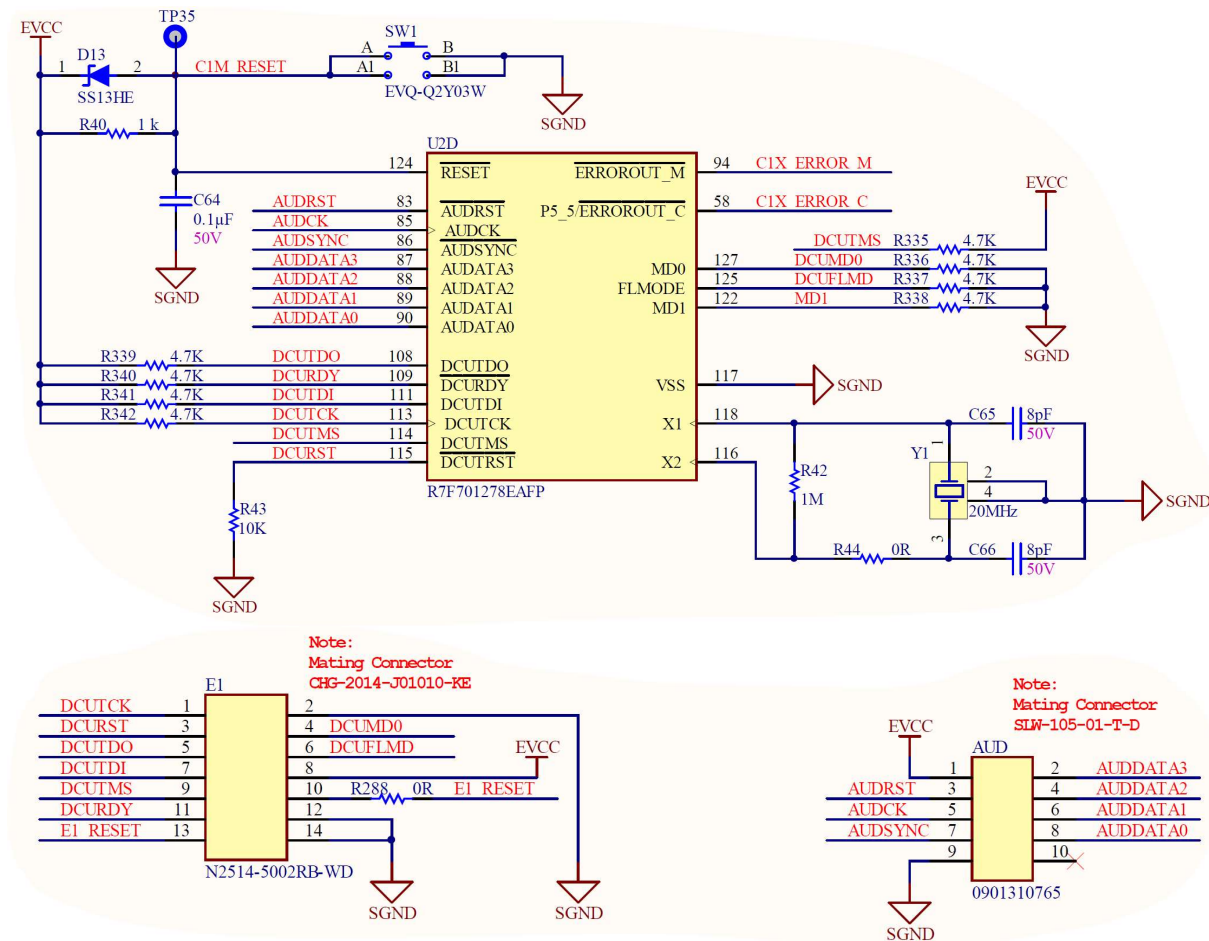 TP35
EVCC
D13
1 2
SS13HE
C1M_RESET
SW1
A B
A1 B1
EVQ-Q2Y03W
SGND
R40 1 k
C64
0.1µF
50V
SGND
U2D
124 RESET
AUDRST 83 AUDRST
AUDCK 85 AUDCK
AUDSYNC 86 AUDSYNC
AUDDATA3 87 AUDATA3
AUDDATA2 88 AUDATA2
AUDDATA1 89 AUDATA1
AUDDATA0 90 AUDATA0
R339 4.7K DCUTDO 108 DCUTDO
R340 4.7K DCURDY 109 DCURDY
R341 4.7K DCUTDI 111 DCUTDI
R342 4.7K DCUTCK 113 DCUTCK
DCUTMS 114 DCUTMS
DCURST 115 DCUTRST
R7F701278EAFP
R43
10K
SGND
ERROROUT_M 94 C1X_ERROR_M
P5_5/ERROROUT_C 58 C1X_ERROR_C
EVCC
DCUTMS R335 4.7K
MD0 127 DCUMD0 R336 4.7K
FLMODE 125 DCUFLMD R337 4.7K
MD1 122 MD1 R338 4.7K
SGND
VSS 117 SGND
X1 118
X2 116
R42
1M
R44 0R
C65 8pF
50V
Y1
1
2
4
20MHz
3
C66 8pF
50V
SGND
Note:
Mating Connector
CHG-2014-J01010-KE
E1
DCUTCK 1 2
DCURST 3 4 DCUMD0
DCUTDO 5 6 DCUFLMD
DCUTDI 7 8 EVCC
DCUTMS 9 10 R288 0R E1_RESET
DCURDY 11 12
E1_RESET 13 14
N2514-5002RB-WD
SGND
SGND
Note:
Mating Connector
SLW-105-01-T-D
EVCC
AUD
1 2 AUDDATA3
AUDRST 3 4 AUDDATA2
AUDCK 5 6 AUDDATA1
AUDSYNC 7 8 AUDDATA0
9 10
0901310765
SGND